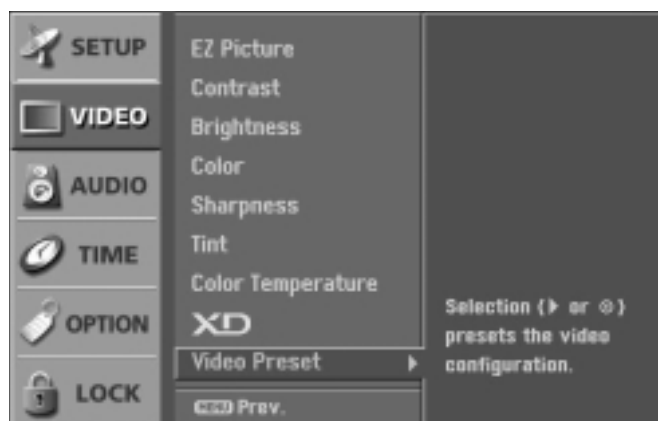 SETUP
VIDEO
AUDIO
TIME
OPTION
LOCK
EZ Picture
Contrast
Brightness
Color
Sharpness
Tint
Color Temperature
XD
Video Preset
MENU Prev.
Selection (▶ or ⊙)
presets the video
configuration.